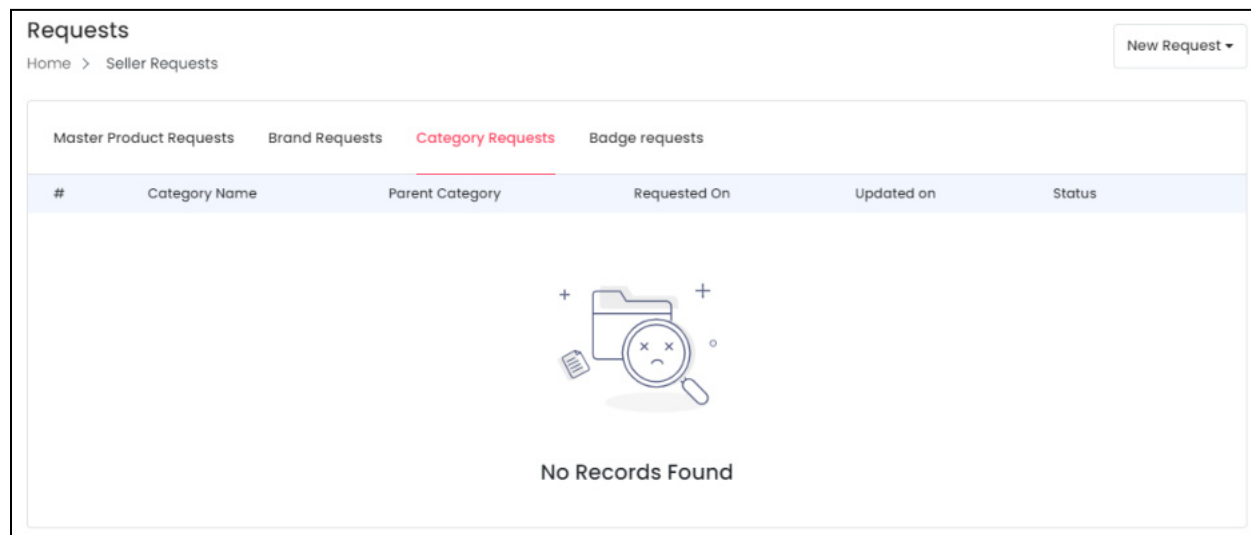 Requests
New Request
Home > Seller Requests
Master Product Requests Brand Requests Category Requests Badge requests
# Category Name Parent Category Requested On Updated on Status
No Records Found